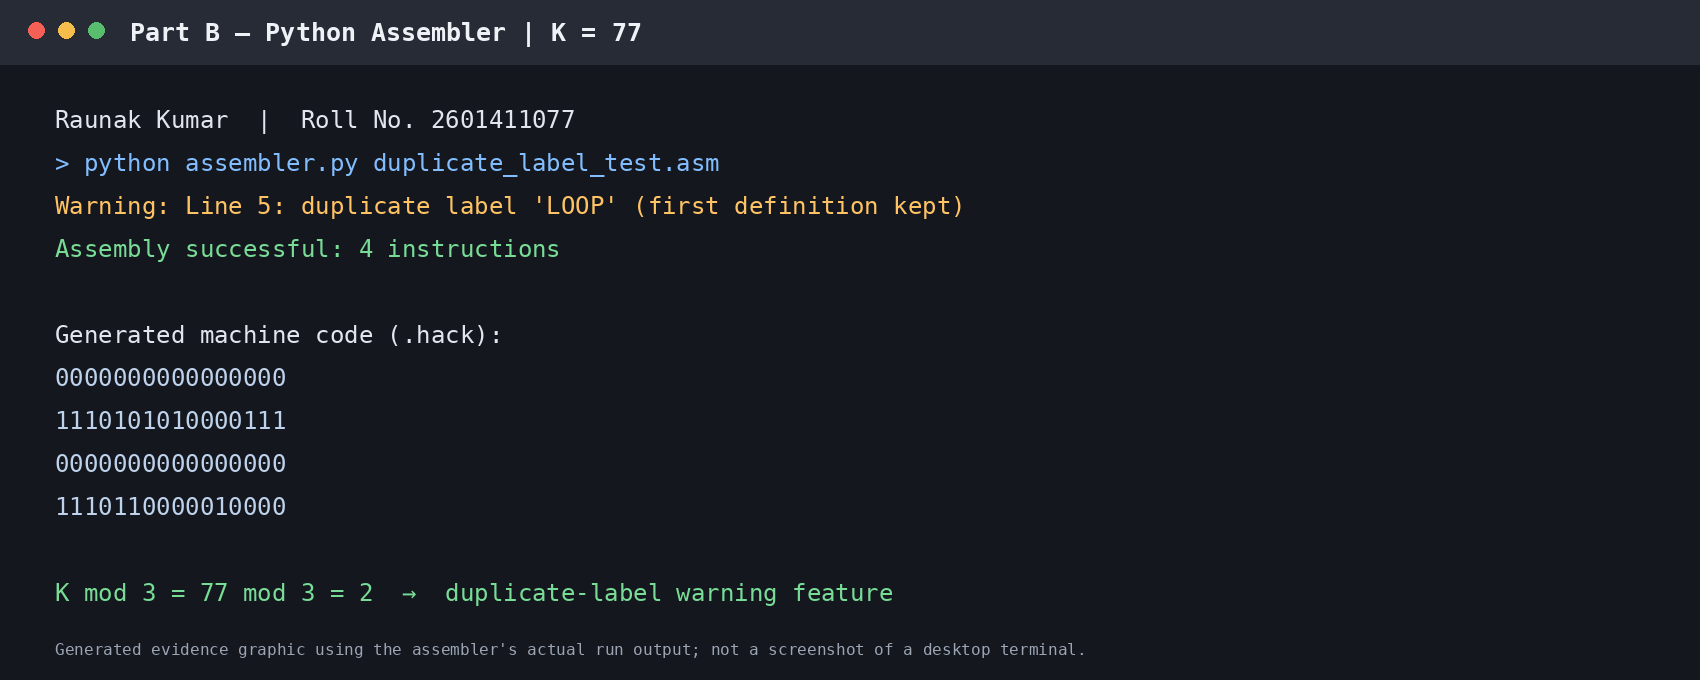 Part B — Python Assembler | K = 77
Raunak Kumar  |  Roll No. 2601411077
> python assembler.py duplicate_label_test.asm
Warning: Line 5: duplicate label 'LOOP' (first definition kept)
Assembly successful: 4 instructions
Generated machine code (.hack):
0000000000000000
1110101010000111
0000000000000000
1110110000010000
K mod 3 = 77 mod 3 = 2  →  duplicate-label warning feature
Generated evidence graphic using the assembler's actual run output; not a screenshot of a desktop terminal.